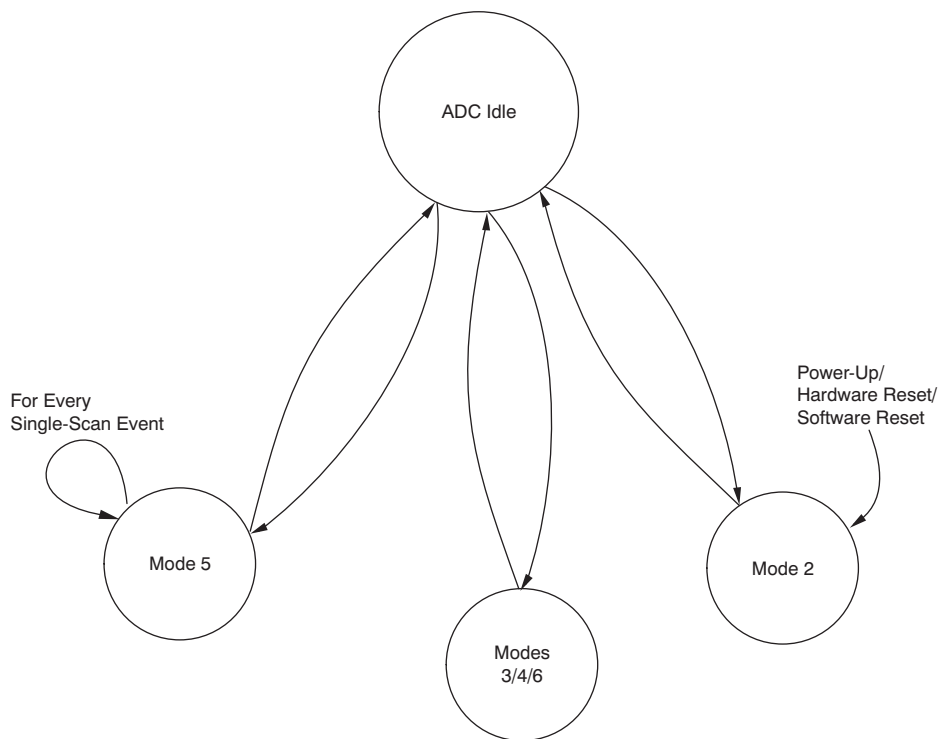 ADC Idle
For Every
Single-Scan Event
Power-Up/
Hardware Reset/
Software Reset
Mode 5
Mode 2
Modes
3/4/6